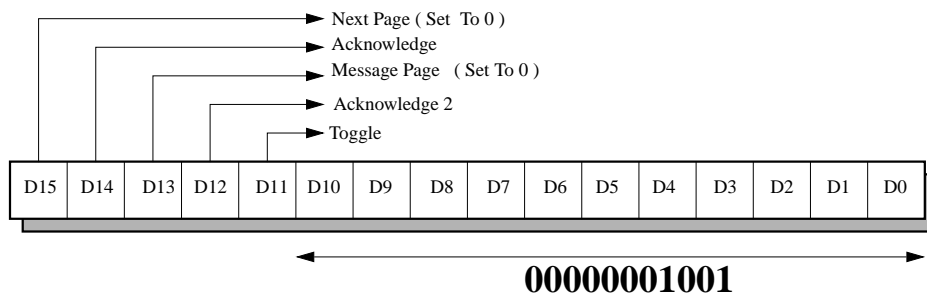 Next Page ( Set To 0 )
Acknowledge
Message Page ( Set To 0 )
Acknowledge 2
Toggle
D15 D14 D13 D12 D11 D10 D9 D8 D7 D6 D5 D4 D3 D2 D1 D0
00000001001